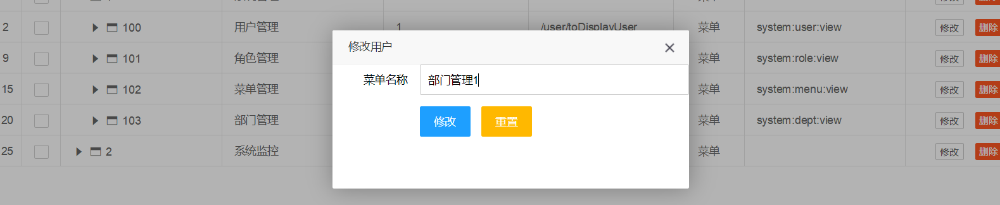 修改 删除
2 100 用户管理 1 /user/toDisplayUser 菜单 system:user:view 修改 删除
修改用户
9 101 角色管理 菜单 system:role:view 修改 删除
菜单名称 部门管理1
15 102 菜单管理 菜单 system:menu:view 修改 删除
20 103 部门管理 修改 重置 菜单 system:dept:view 修改 删除
25 2 系统监控 菜单 修改 删除